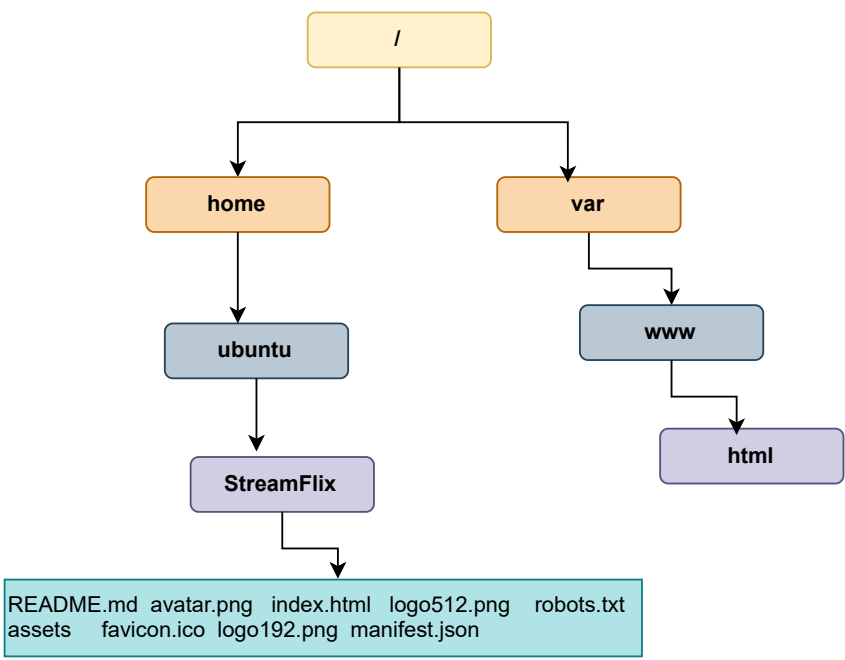 /
home
var
ubuntu
www
StreamFlix
html
README.md avatar.png index.html logo512.png robots.txt
assets favicon.ico logo192.png manifest.json